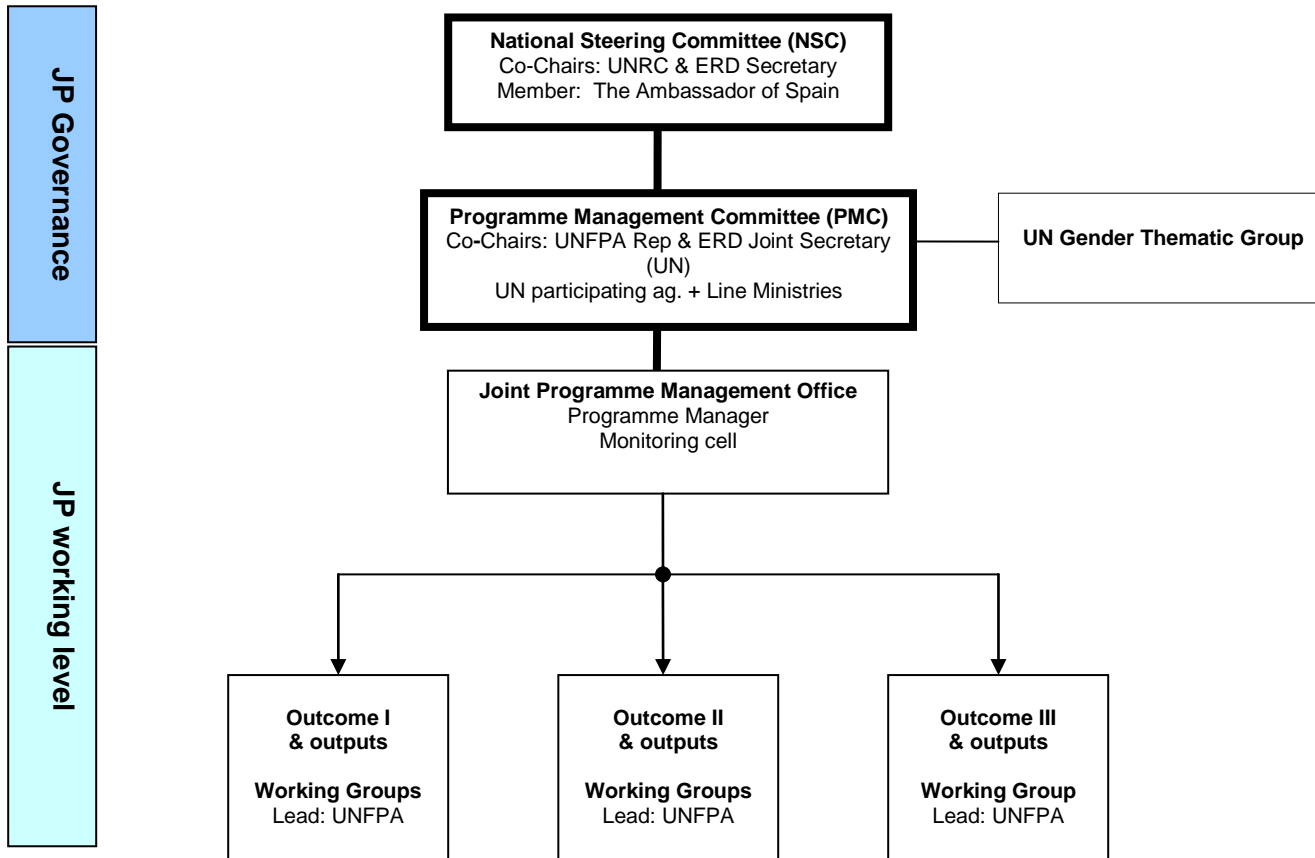 JP Governance
National Steering Committee (NSC)
Co-Chairs: UNRC & ERD Secretary
Member: The Ambassador of Spain
Programme Management Committee (PMC)
Co-Chairs: UNFPA Rep & ERD Joint Secretary
(UN)
UN participating ag. + Line Ministries
UN Gender Thematic Group
JP working level
Joint Programme Management Office
Programme Manager
Monitoring cell
Outcome I
& outputs
Working Groups
Lead: UNFPA
Outcome II
& outputs
Working Groups
Lead: UNFPA
Outcome III
& outputs
Working Group
Lead: UNFPA